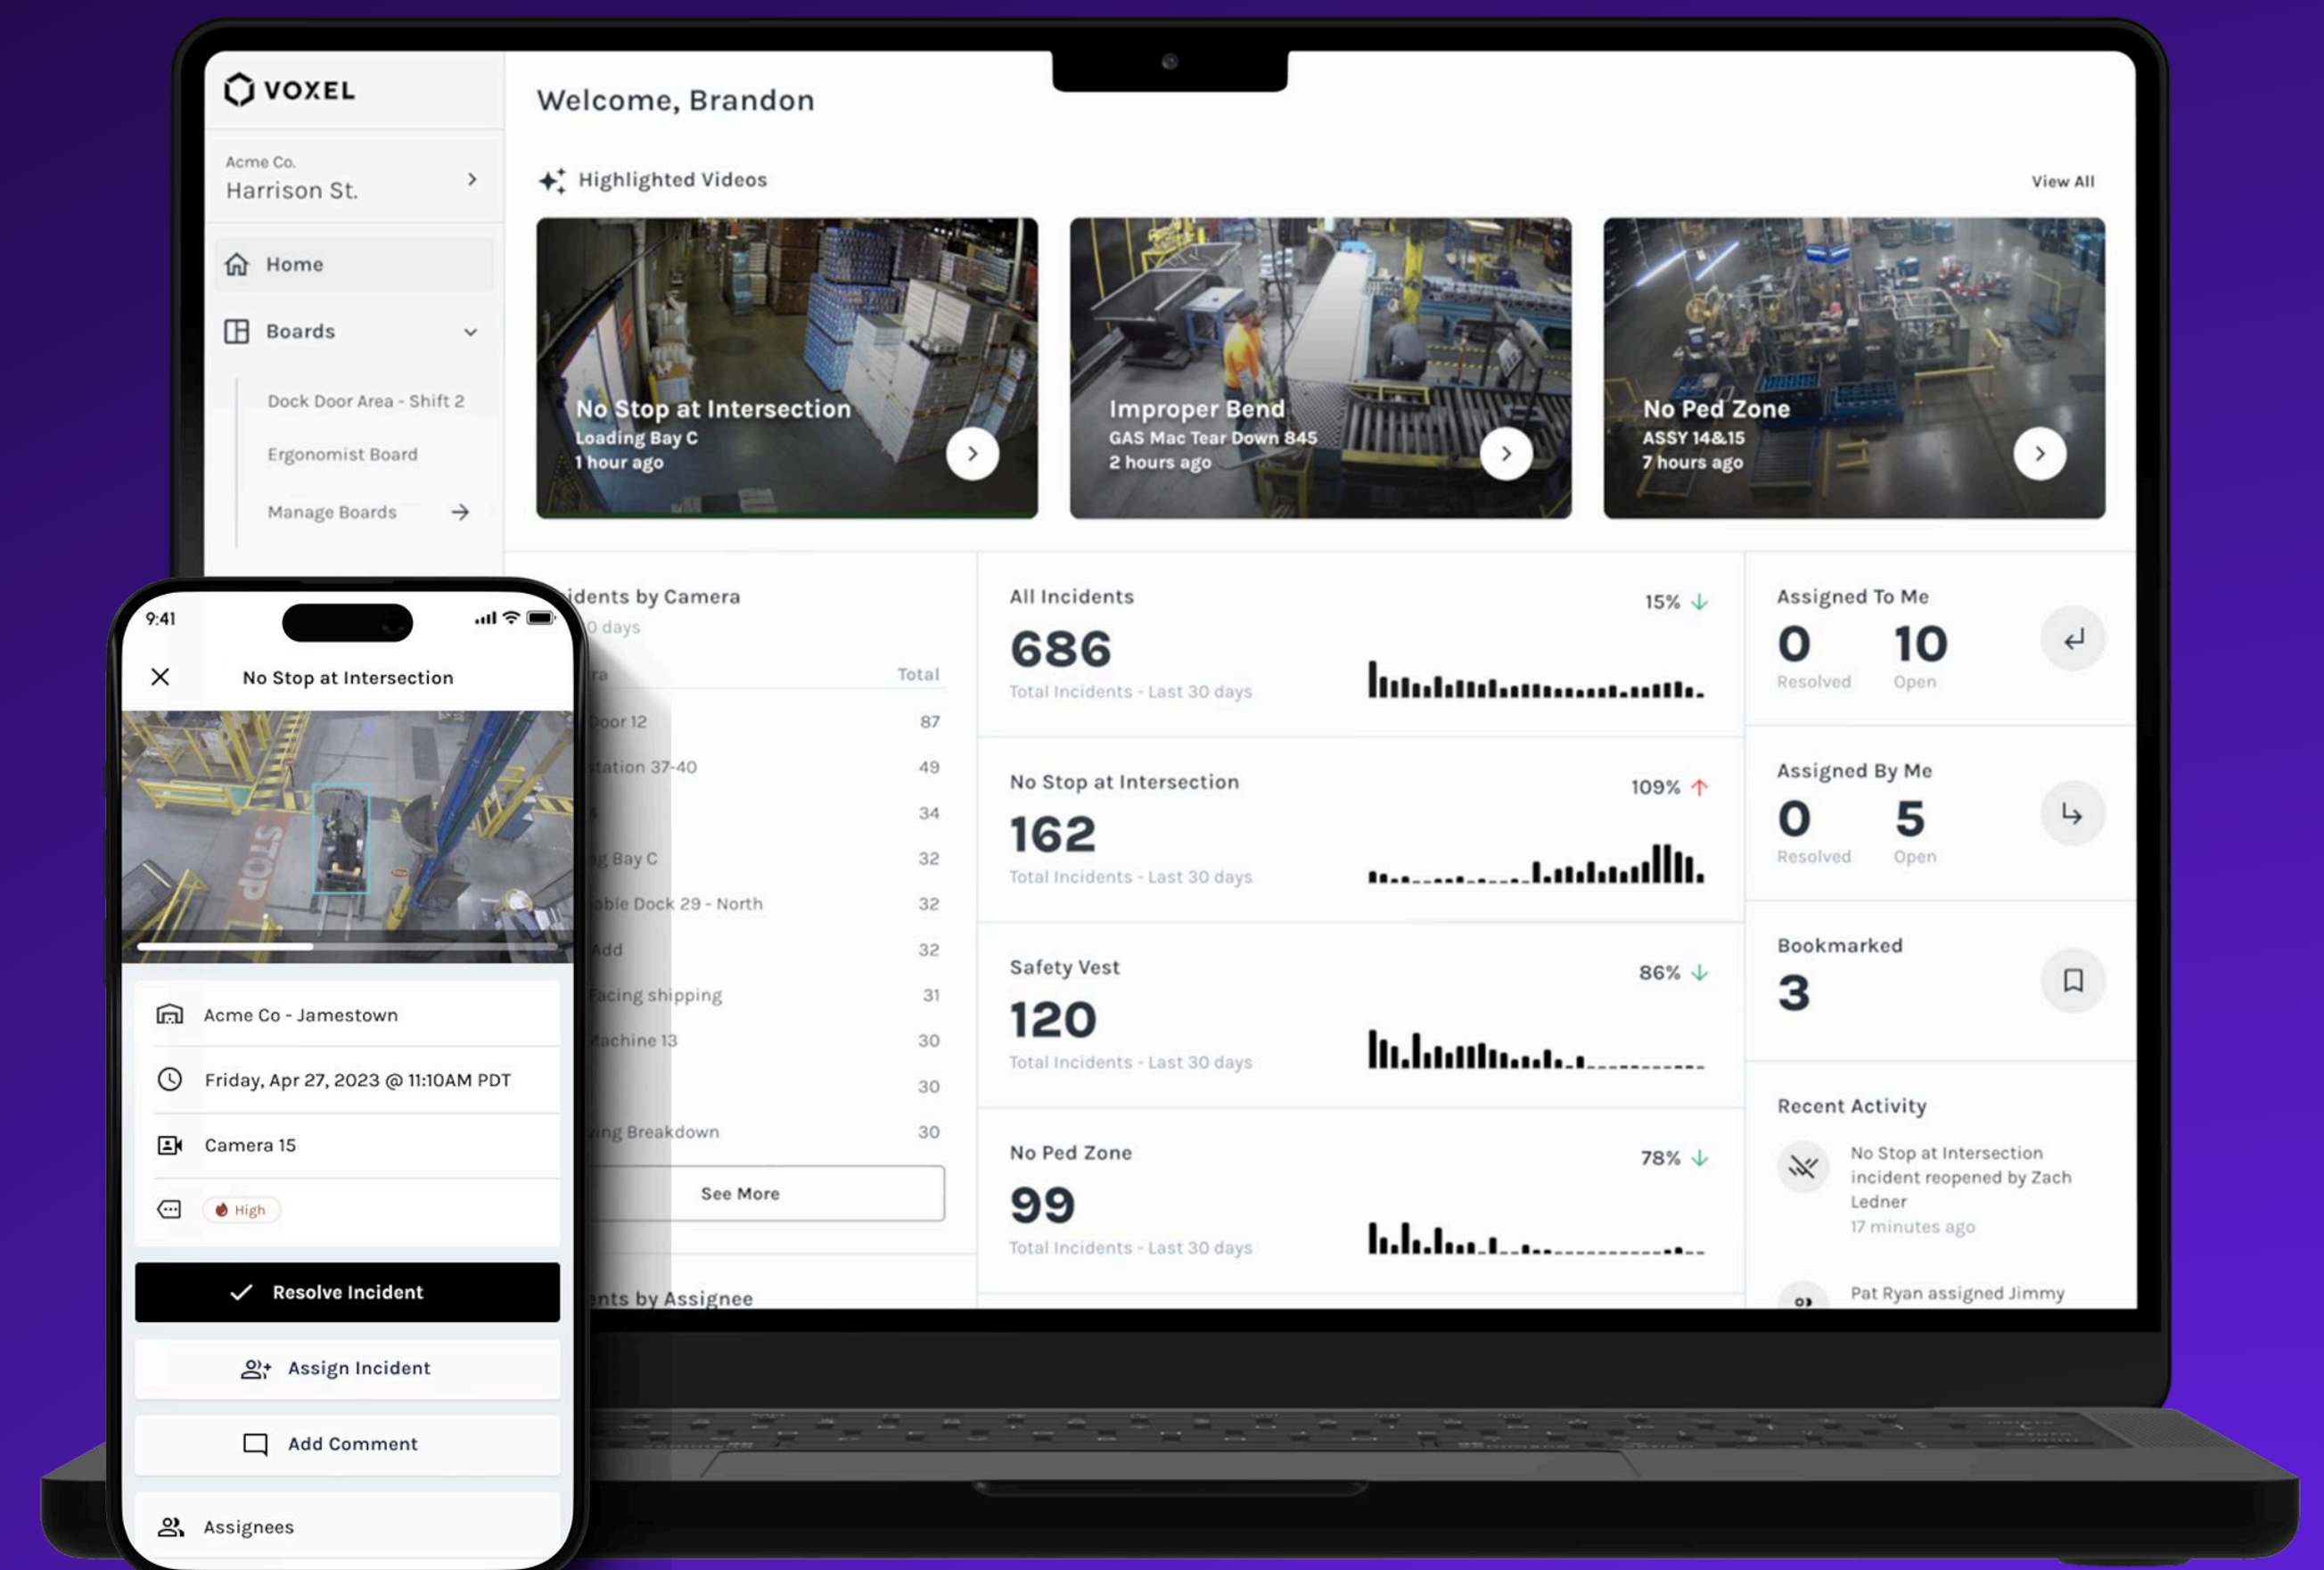 VOXEL
Acme Co.
Harrison St.
Home
Boards
Dock Door Area - Shift 2
Ergonomist Board
Manage Boards
Welcome, Brandon
Highlighted Videos
View All
No Stop at Intersection
Loading Bay C
1 hour ago
Improper Bend
GAS Mac Tear Down 845
2 hours ago
No Ped Zone
ASSY 14&15
7 hours ago
by Camera
days
Total
Door 12
87
37-40
49
34
Bay C
32
Dock 29 - North
32
Add
32
Facing shipping
31
Machine 13
30
30
Breakdown
30
See More
by Assignee
All Incidents
15%
686
Total Incidents - Last 30 days
No Stop at Intersection
109%
162
Total Incidents - Last 30 days
Safety Vest
86%
120
Total Incidents - Last 30 days
No Ped Zone
78%
99
Total Incidents - Last 30 days
Assigned To Me
0 10
Resolved Open
Assigned By Me
0 5
Resolved Open
Bookmarked
3
Recent Activity
No Stop at Intersection
incident reopened by Zach
Ledner
17 minutes ago
Pat Ryan assigned Jimmy
9:41
No Stop at Intersection
STOP
Acme Co - Jamestown
Friday, Apr 27, 2023 @ 11:10AM PDT
Camera 15
High
Resolve Incident
Assign Incident
Add Comment
Assignees